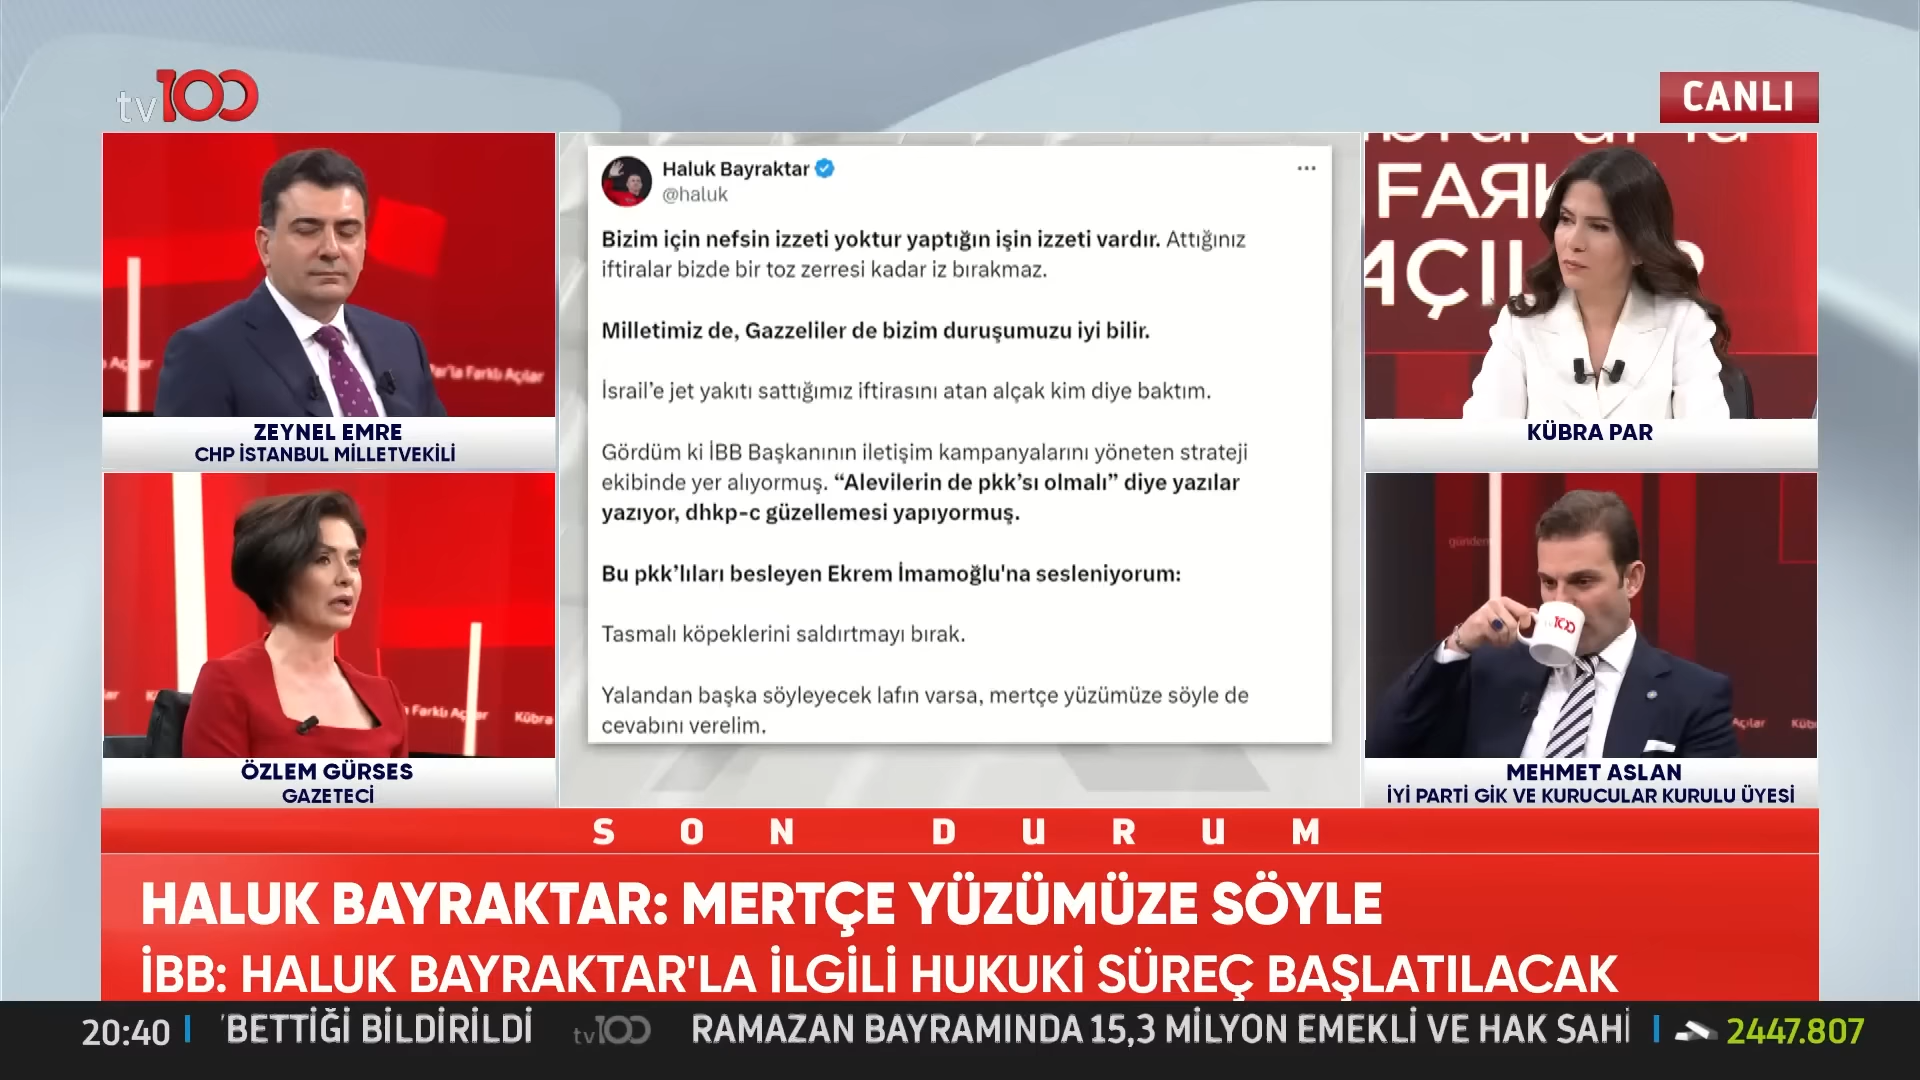 tv100
CANLI
ZEYNEL EMRE
CHP İSTANBUL MİLLETVEKİLİ
ÖZLEM GÜRSES
GAZETECİ
Haluk Bayraktar
@haluk
Bizim için nefsin izzeti yoktur yaptığın işin izzeti vardır. Attığınız
iftiralar bizde bir toz zerresi kadar iz bırakmaz.
Milletimiz de, Gazzeliler de bizim duruşumuzu iyi bilir.
İsrail’e jet yakıtı sattığımız iftirasını atan alçak kim diye baktım.
Gördüm ki İBB Başkanının iletişim kampanyalarını yöneten strateji
ekibinde yer alıyormuş. “Alevilerin de pkk’sı olmalı” diye yazılar
yazıyor, dhkp-c güzellemesi yapıyormuş.
Bu pkk’lıları besleyen Ekrem İmamoğlu'na sesleniyorum:
Tasmalı köpeklerini saldırtmayı bırak.
Yalandan başka söyleyecek lafın varsa, mertçe yüzümüze söyle de
cevabını verelim.
KÜBRA PAR
MEHMET ASLAN
İYİ PARTİ GİK VE KURUCULAR KURULU ÜYESİ
SON DURUM
HALUK BAYRAKTAR: MERTÇE YÜZÜMÜZE SÖYLE
İBB: HALUK BAYRAKTAR'LA İLGİLİ HUKUKİ SÜREÇ BAŞLATILACAK
20:40
BETTİĞİ BİLDİRİLDİ tv100 RAMAZAN BAYRAMINDA 15,3 MİLYON EMEKLİ VE HAK SAHİ
2447.807